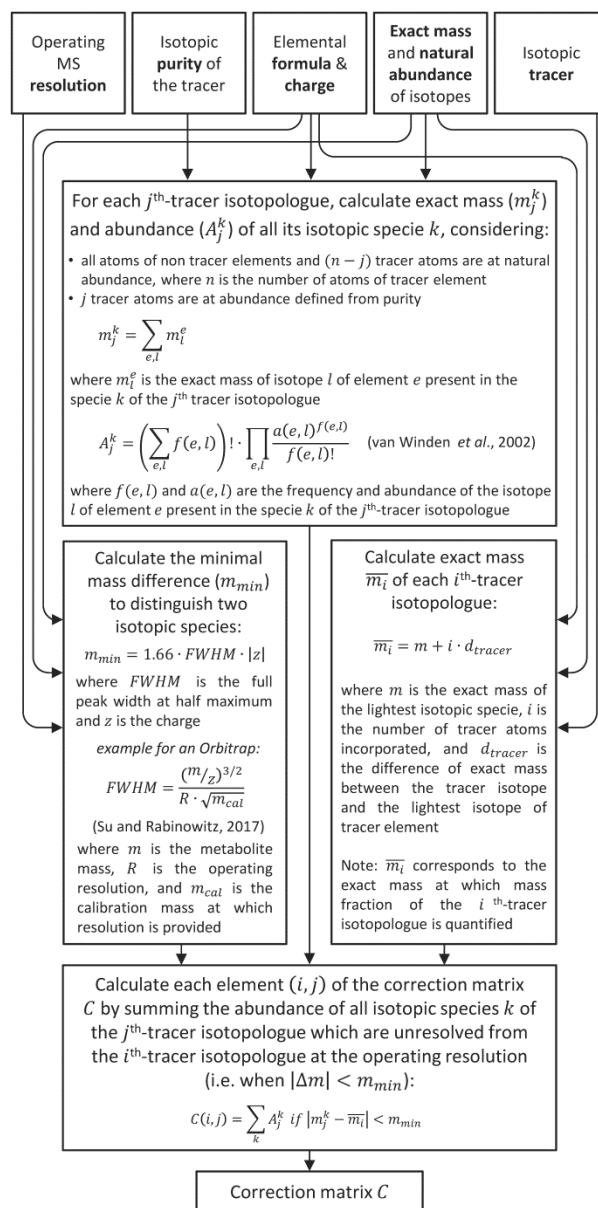 Operating
MS
resolution
Isotopic
purity of
the tracer
Elemental
formula &
charge
Exact mass
and natural
abundance
of isotopes
Isotopic
tracer
For each jᵗʰ-tracer isotopologue, calculate exact mass (m_j^k)
and abundance (A_j^k) of all its isotopic specie k, considering:
• all atoms of non tracer elements and (n − j) tracer atoms are at natural
abundance, where n is the number of atoms of tracer element
• j tracer atoms are at abundance defined from purity
m_j^k = ∑_{e,l} m_l^e
where m_l^e is the exact mass of isotope l of element e present in the
specie k of the jᵗʰ tracer isotopologue
A_j^k = (∑_{e,l} f(e,l))! · ∏_{e,l} a(e,l)^{f(e,l)} / f(e,l)! (van Winden et al., 2002)
where f(e,l) and a(e,l) are the frequency and abundance of the isotope
l of element e present in the specie k of the jᵗʰ-tracer isotopologue
Calculate the minimal
mass difference (m_min)
to distinguish two
isotopic species:
m_min = 1.66 · FWHM · |z|
where FWHM is the full
peak width at half maximum
and z is the charge
example for an Orbitrap:
FWHM = (m/z)^{3/2} / (R · √m_cal)
(Su and Rabinowitz, 2017)
where m is the metabolite
mass, R is the operating
resolution, and m_cal is the
calibration mass at which
resolution is provided
Calculate exact mass
m̅_i of each iᵗʰ-tracer
isotopologue:
m̅_i = m + i · d_tracer
where m is the exact mass of
the lightest isotopic specie, i is
the number of tracer atoms
incorporated, and d_tracer is
the difference of exact mass
between the tracer isotope
and the lightest isotope of
tracer element
Note: m̅_i corresponds to the
exact mass at which mass
fraction of the i ᵗʰ-tracer
isotopologue is quantified
Calculate each element (i, j) of the correction matrix
C by summing the abundance of all isotopic species k of
the jᵗʰ-tracer isotopologue which are unresolved from
the iᵗʰ-tracer isotopologue at the operating resolution
(i.e. when |Δm| < m_min):
C(i,j) = ∑_k A_j^k if |m_j^k − m̅_i| < m_min
Correction matrix C